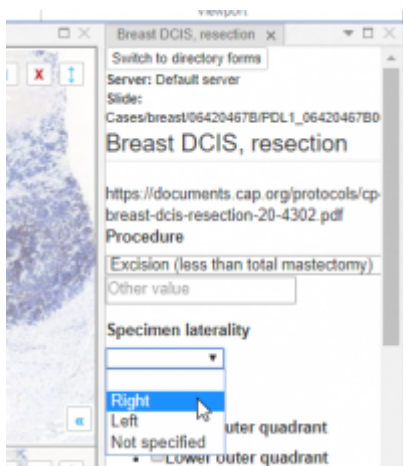 viewport
Breast DCIS, resection x
Switch to directory forms
Server: Default server
Slide:
Cases/breast/06420467B/PDL1_06420467B0
Breast DCIS, resection
https://documents.cap.org/protocols/cp-
breast-dcis-resection-20-4302.pdf
Procedure
Excision (less than total mastectomy)
Other value
Specimen laterality
Right
Left
uter quadrant
Not specified
Lower outer quadrant